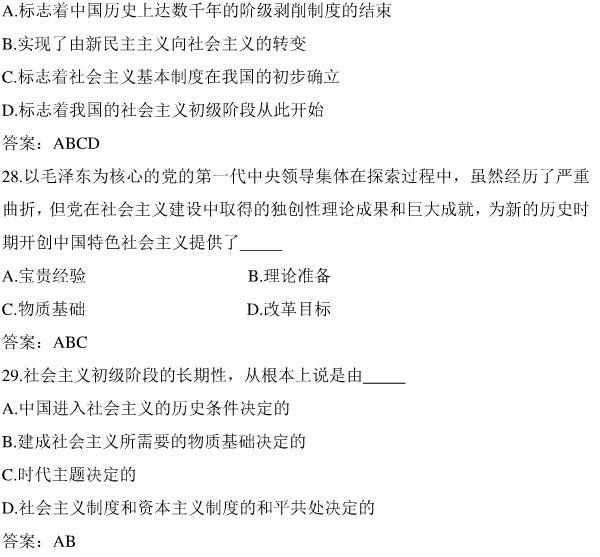 A.标志着中国历史上达数千年的阶级剥削制度的结束
B.实现了由新民主主义向社会主义的转变
C.标志着社会主义基本制度在我国的初步确立
D.标志着我国的社会主义初级阶段从此开始
答案：ABCD
28.以毛泽东为核心的党的第一代中央领导集体在探索过程中，虽然经历了严重
曲折，但党在社会主义建设中取得的独创性理论成果和巨大成就，为新的历史时
期开创中国特色社会主义提供了_____
A.宝贵经验 B.理论准备
C.物质基础 D.改革目标
答案：ABC
29.社会主义初级阶段的长期性，从根本上说是由_____
A.中国进入社会主义的历史条件决定的
B.建成社会主义所需要的物质基础决定的
C.时代主题决定的
D.社会主义制度和资本主义制度的和平共处决定的
答案：AB